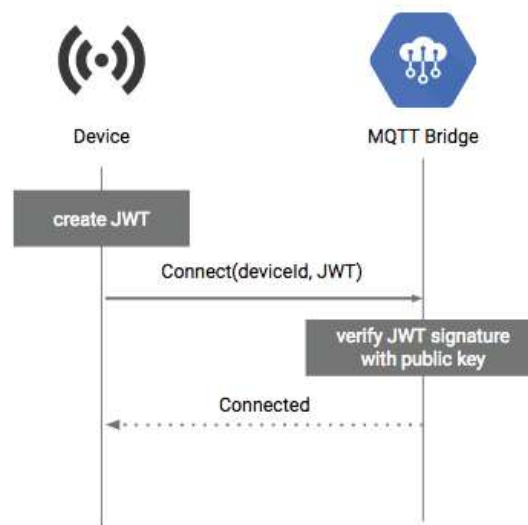 Device
MQTT Bridge
create JWT
Connect(deviceId, JWT)
verify JWT signature
with public key
Connected